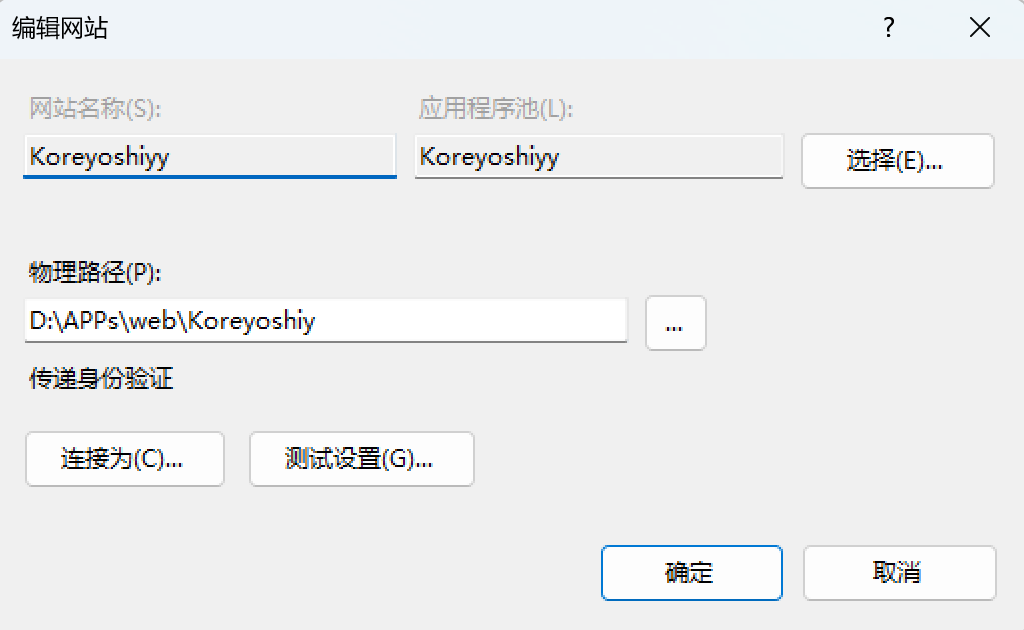 编辑网站
网站名称(S): 应用程序池(L):
Koreyoshiyy Koreyoshiyy 选择(E)...
物理路径(P):
D:\APPs\web\Koreyoshiy ...
传递身份验证
连接为(C)... 测试设置(G)...
确定 取消